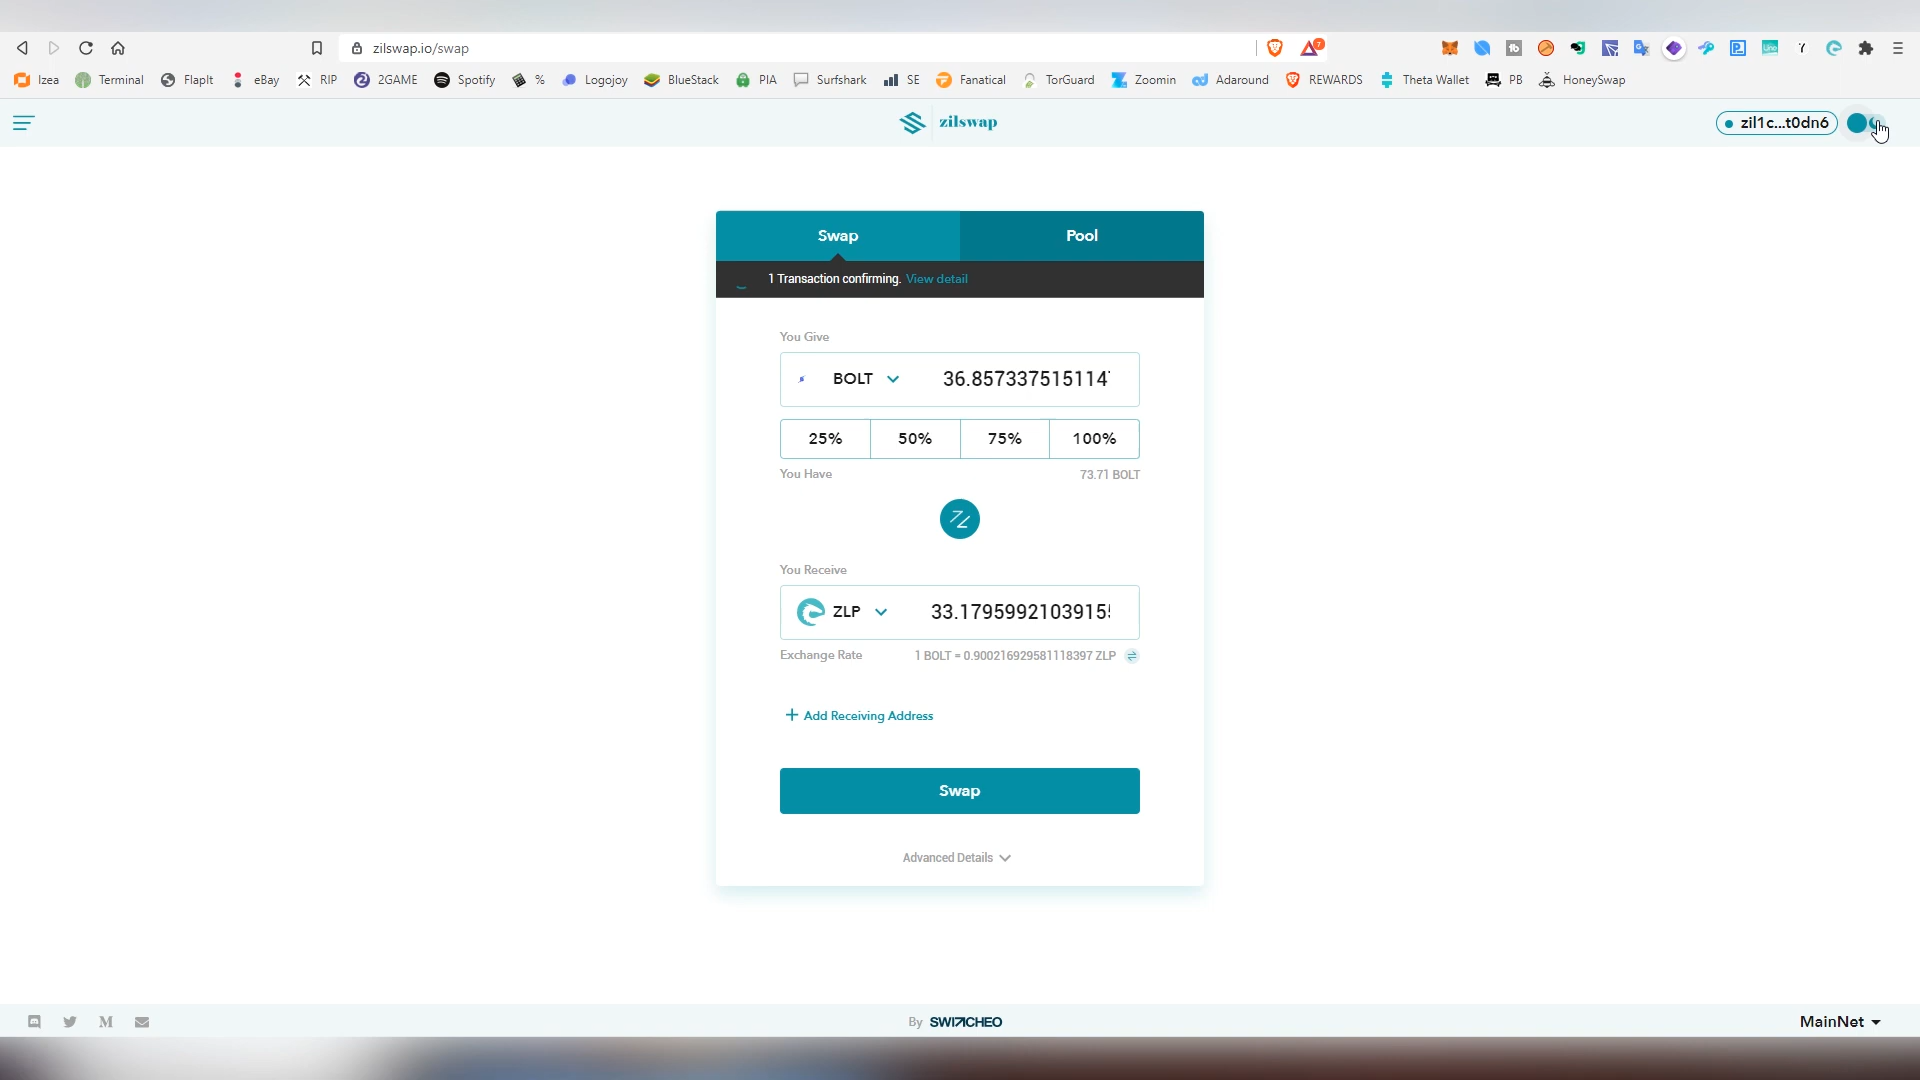 zilswap.io/swap
7
Izea Terminal FlapIt eBay RIP 2GAME Spotify % Logojoy BlueStack PIA Surfshark SE Fanatical TorGuard Zoomin Adaround REWARDS Theta Wallet PB HoneySwap
zilswap
zil1c...t0dn6
Swap Pool
1 Transaction confirming. View detail
You Give
BOLT 36.857337515114
25% 50% 75% 100%
You Have 73.71 BOLT
You Receive
ZLP 33.1795992103915
Exchange Rate 1 BOLT = 0.900216929581118397 ZLP
+ Add Receiving Address
Swap
Advanced Details
By SWITCHEO
MainNet